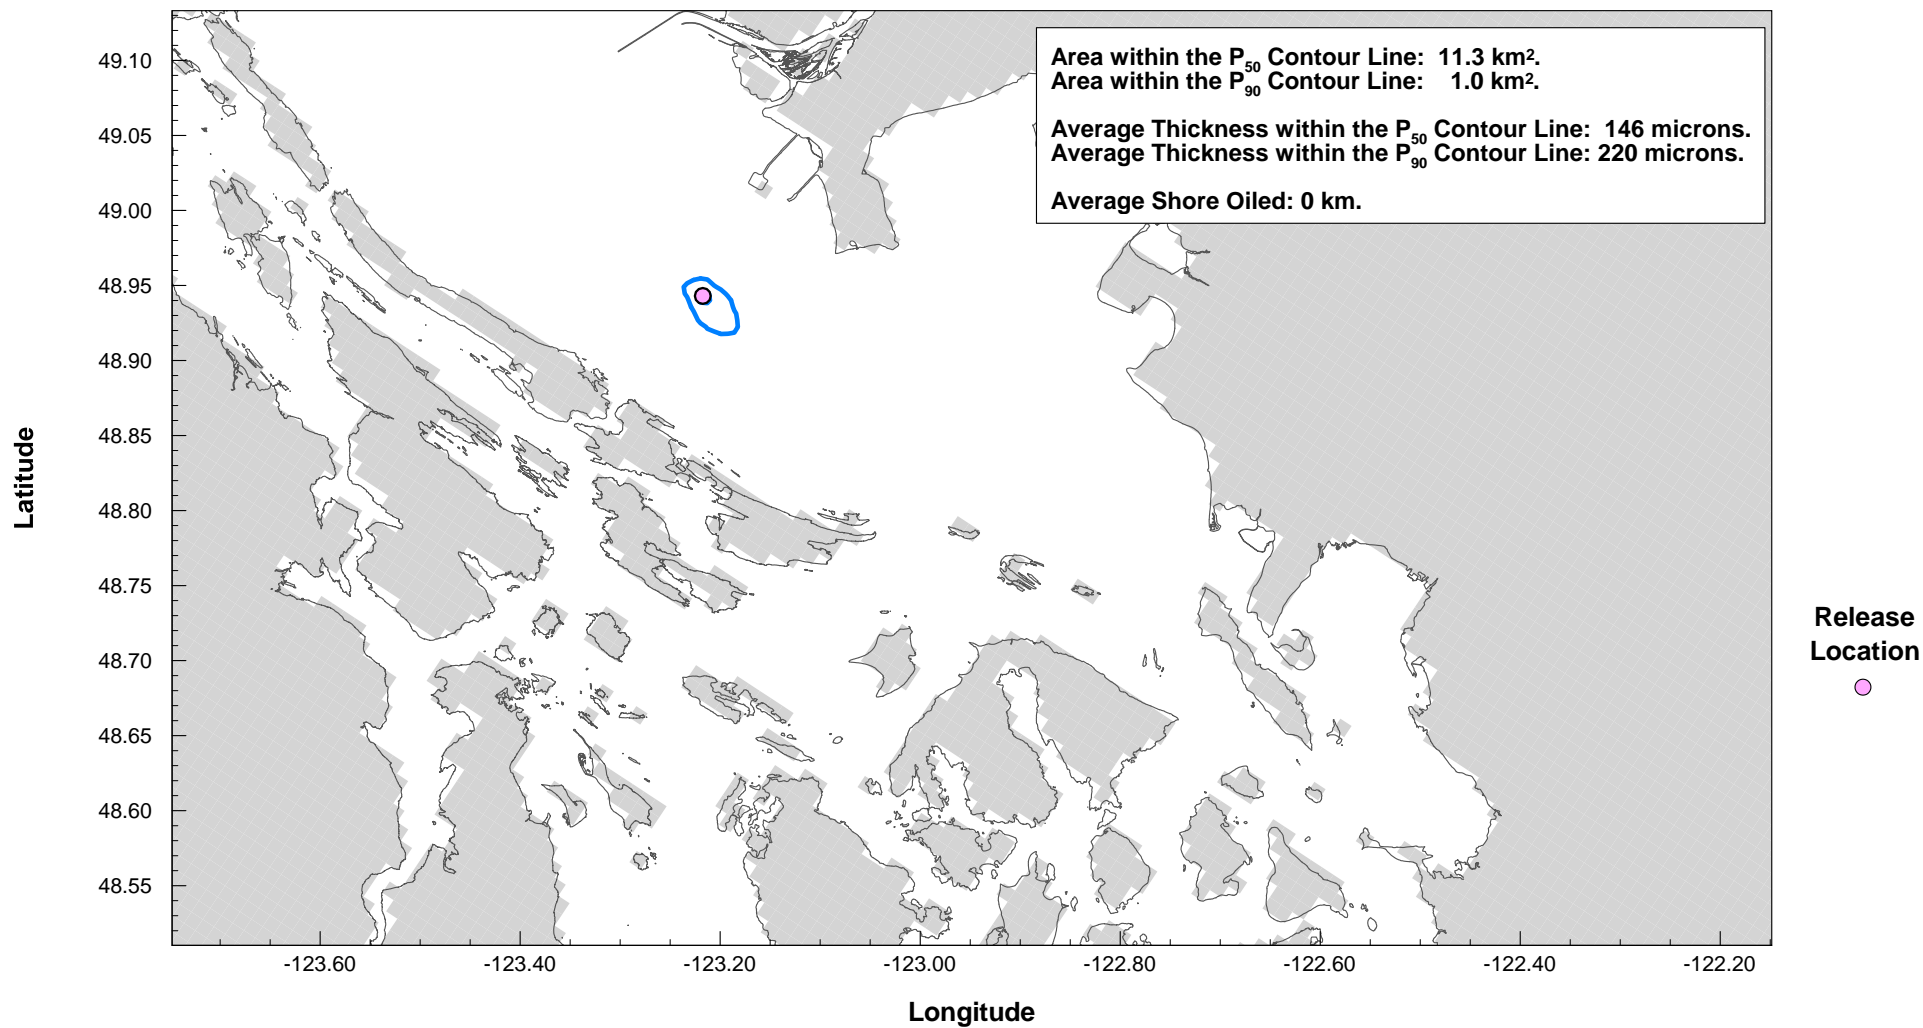 Area within the P50 Contour Line: 11.3 km².
Area within the P90 Contour Line: 1.0 km².
Average Thickness within the P50 Contour Line: 146 microns.
Average Thickness within the P90 Contour Line: 220 microns.
Average Shore Oiled: 0 km.
49.10
49.05
49.00
48.95
48.90
48.85
48.80
48.75
48.70
48.65
48.60
48.55
Latitude
-123.60
-123.40
-123.20
-123.00
-122.80
-122.60
-122.40
-122.20
Longitude
Release
Location